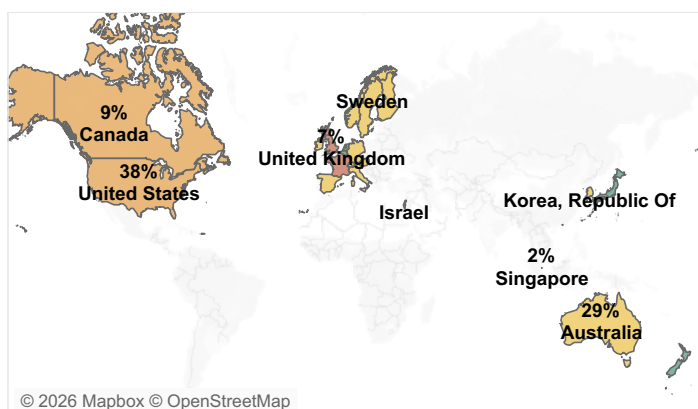 Sweden
9%
Canada
7%
United Kingdom
38%
United States
Israel
Korea, Republic Of
2%
Singapore
29%
Australia
© 2026 Mapbox © OpenStreetMap